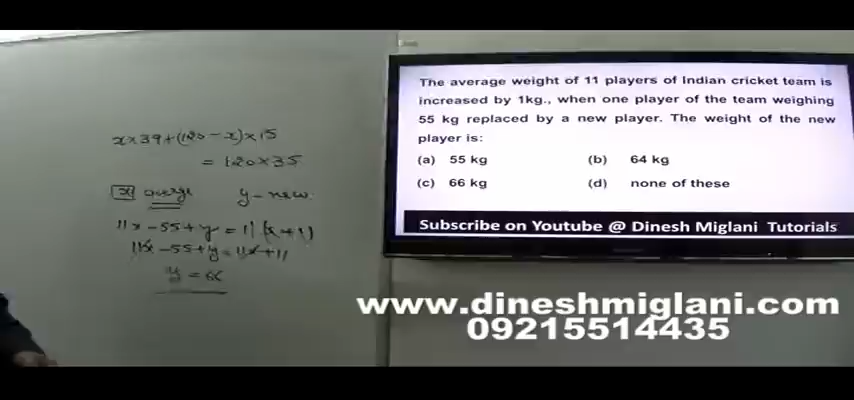 x×39+(120-x)×15
= 120×35
x average y-new
11x-55+y=11(x+1)
11x-55+y=11x+11
y=66
The average weight of 11 players of Indian cricket team is
increased by 1kg., when one player of the team weighing
55 kg replaced by a new player. The weight of the new
player is:
(a) 55 kg (b) 64 kg
(c) 66 kg (d) none of these
Subscribe on Youtube @ Dinesh Miglani Tutorials
www.dineshmiglani.com
09215514435